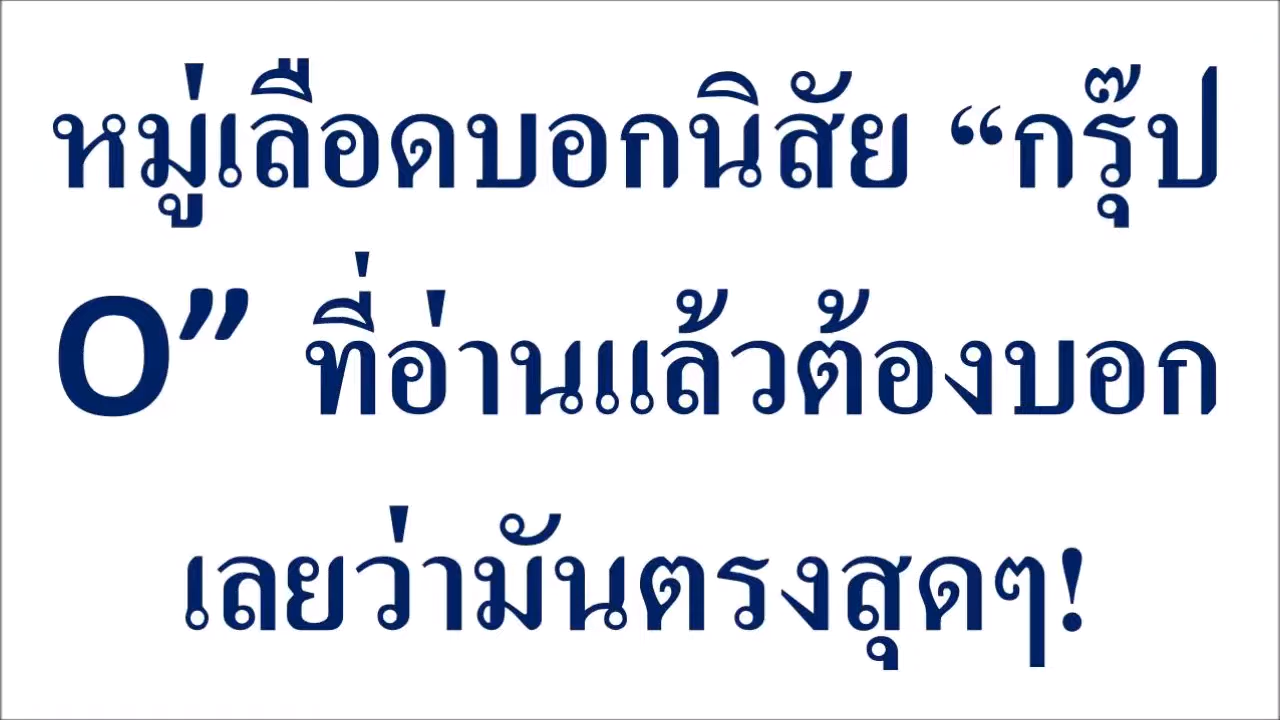 หมู่เลือดบอกนิสัย “กรุ๊ป
O” ที่อ่านแล้วต้องบอก
เลยว่ามันตรงสุดๆ!